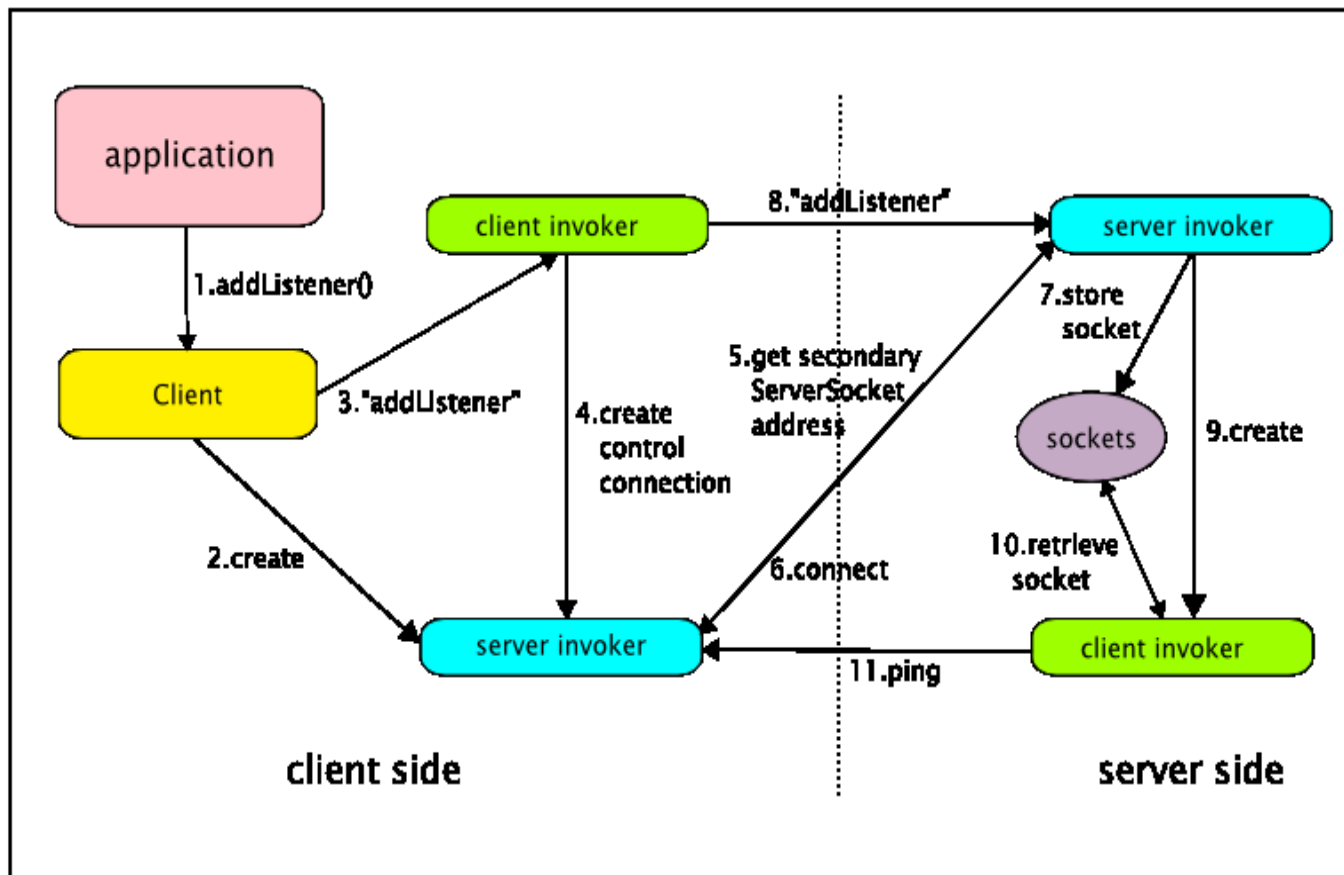 application
client invoker
8."addListener"
server invoker
1.addListener()
7.store
socket
Client
3."addListener"
4.create
control
connection
5.get secondary
ServerSocket
address
sockets
9.create
2.create
6.connect
10.retrieve
socket
server invoker
11.ping
client invoker
client side
server side